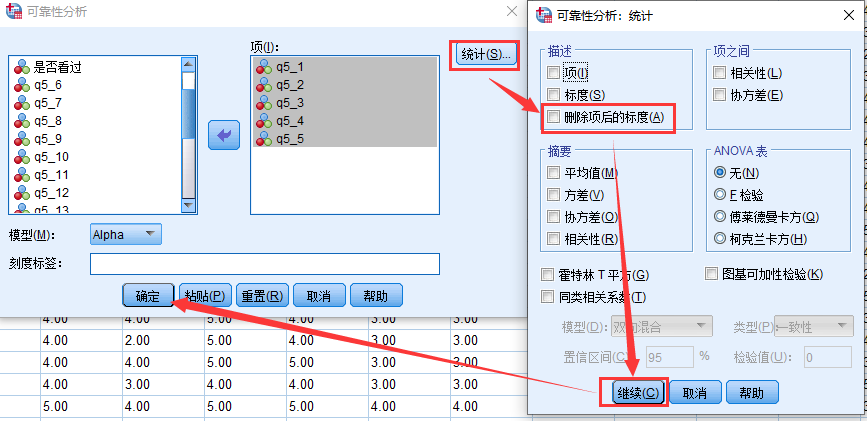 可靠性分析
项(I):
统计(S)...
是否看过
q5_6
q5_7
q5_8
q5_9
q5_10
q5_11
q5_12
q5_13
q5_1
q5_2
q5_3
q5_4
q5_5
模型(M):
Alpha
刻度标签:
确定
粘贴(P)
重置(R)
取消
帮助
4.00 4.00 5.00 4.00 3.00 3.00
4.00 2.00 5.00 4.00 3.00 3.00
4.00 4.00 5.00 5.00 4.00 4.00
4.00 3.00 4.00 4.00 3.00 4.00
5.00 4.00 5.00 5.00 4.00 4.00
可靠性分析: 统计
描述
项(I)
标度(S)
删除项后的标度(A)
项之间
相关性(L)
协方差(E)
摘要
平均值(M)
方差(V)
协方差(O)
相关性(R)
ANOVA 表
无(N)
F 检验
傅莱德曼卡方(Q)
柯克兰卡方(H)
霍特林 T 平方(G)
图基可加性检验(K)
同类相关系数(T)
模型(D):
双向混合
类型(P):
一致性
置信区间(C):
95
%
检验值(U):
0
继续(C)
取消
帮助